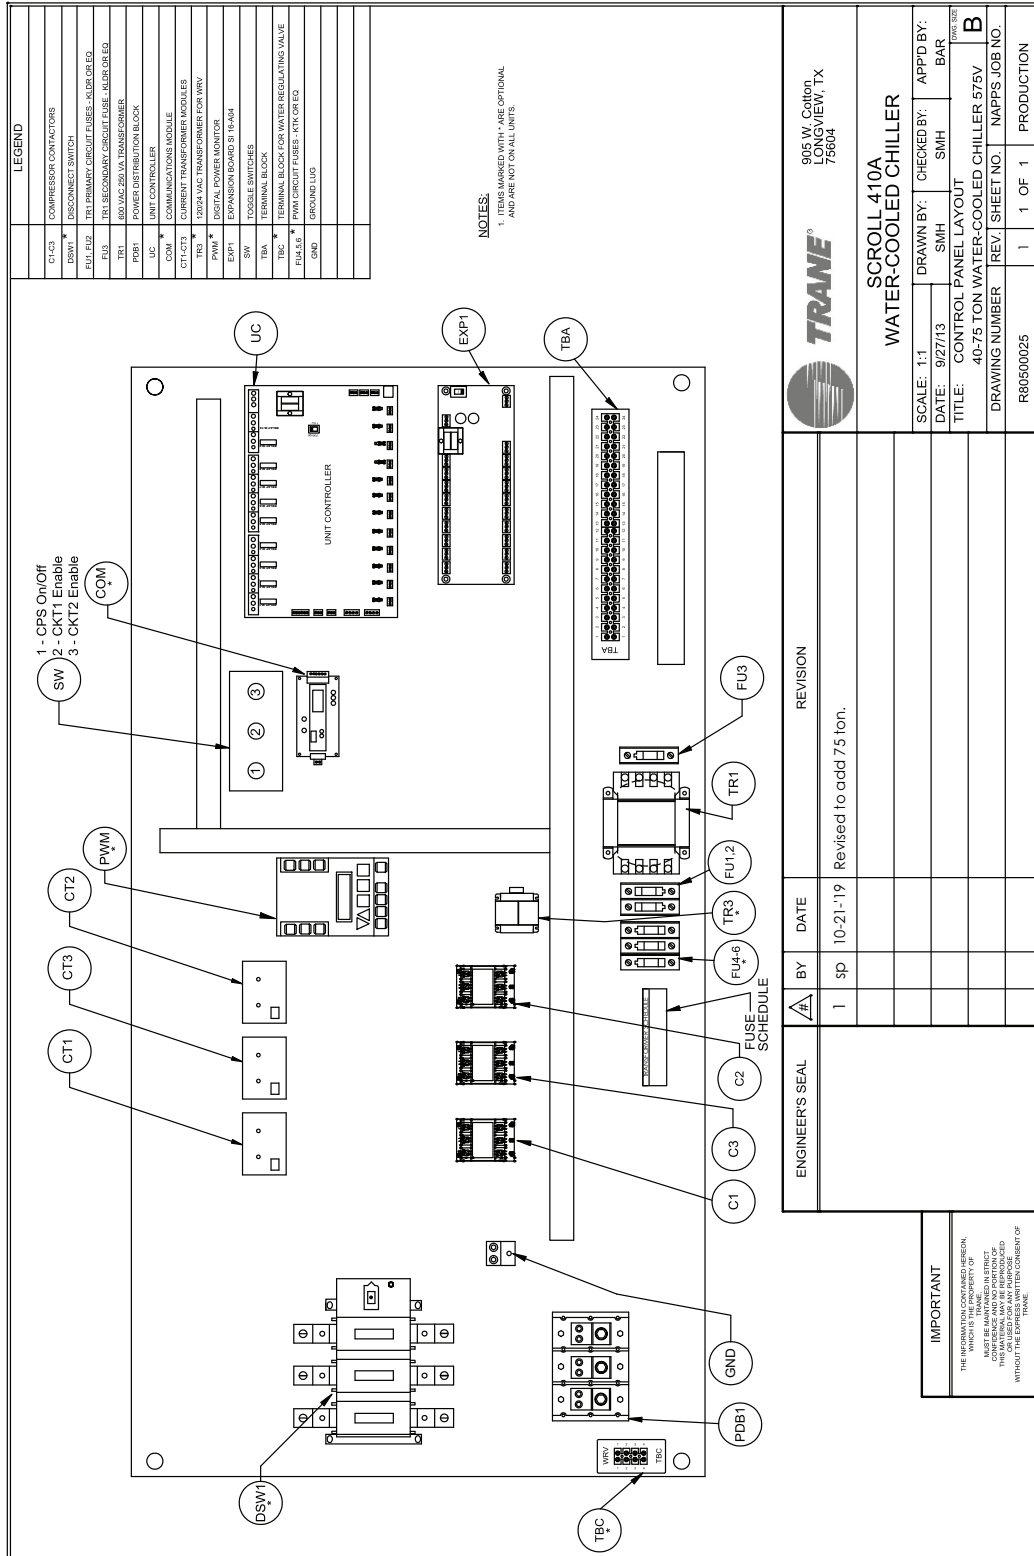 LEGEND
C1-C3 COMPRESSOR CONTACTORS
DSW1 * DISCONNECT SWITCH
FU1, FU2 TR1 PRIMARY CIRCUIT FUSES - KLDR OR EQ
FU3 TR1 SECONDARY CIRCUIT FUSE - KLDR OR EQ
TR1 600 VAC 250 VA TRANSFORMER
PDB1 POWER DISTRIBUTION BLOCK
UC UNIT CONTROLLER
COM * COMMUNICATIONS MODULE
CT1-CT3 CURRENT TRANSFORMER MODULES
TR3 * 120/24 VAC TRANSFORMER FOR WRV
PWM * DIGITAL POWER MONITOR
EXP1 EXPANSION BOARD SI 16-A04
SW TOGGLE SWITCHES
TBA TERMINAL BLOCK
TBC * TERMINAL BLOCK FOR WATER REGULATING VALVE
FU4,5,6 * PWM CIRCUIT FUSES - KTK OR EQ
GND GROUND LUG
NOTES:
1. ITEMS MARKED WITH * ARE OPTIONAL
AND ARE NOT ON ALL UNITS.
DSW1
*
CT1
CT3
CT2
PWM
*
SW
1 - CPS On/Off
2 - CKT1 Enable
3 - CKT2 Enable
COM
*
UC
1
2
3
UNIT CONTROLLER
EXP1
TBA
TBA
WRV
TBC
TBC
*
PDB1
GND
C1
C3
C2
FUSE
SCHEDULE
FU4-6
*
TR3
*
FU1,2
TR1
FU3
IMPORTANT
THE INFORMATION CONTAINED HEREON,
WHICH IS THE PROPERTY OF
TRANE,
MUST BE MAINTAINED IN STRICT
CONFIDENCE AND NO PORTION OF
THIS MATERIAL MAY BE REPRODUCED
OR USED FOR ANY PURPOSE
WITHOUT THE EXPRESS WRITTEN CONSENT OF
TRANE.
ENGINEER'S SEAL
# BY DATE REVISION
1 sp 10-21-'19 Revised to add 75 ton.
TRANE®
905 W. Cotton
LONGVIEW, TX
75604
SCROLL 410A
WATER-COOLED CHILLER
SCALE: 1:1 DRAWN BY: CHECKED BY: APP'D BY:
DATE: 9/27/13 SMH SMH BAR
TITLE: CONTROL PANEL LAYOUT
40-75 TON WATER-COOLED CHILLER 575V
DWG. SIZE
B
DRAWING NUMBER REV. SHEET NO. NAPPS JOB NO.
R80500025 1 1 OF 1 PRODUCTION